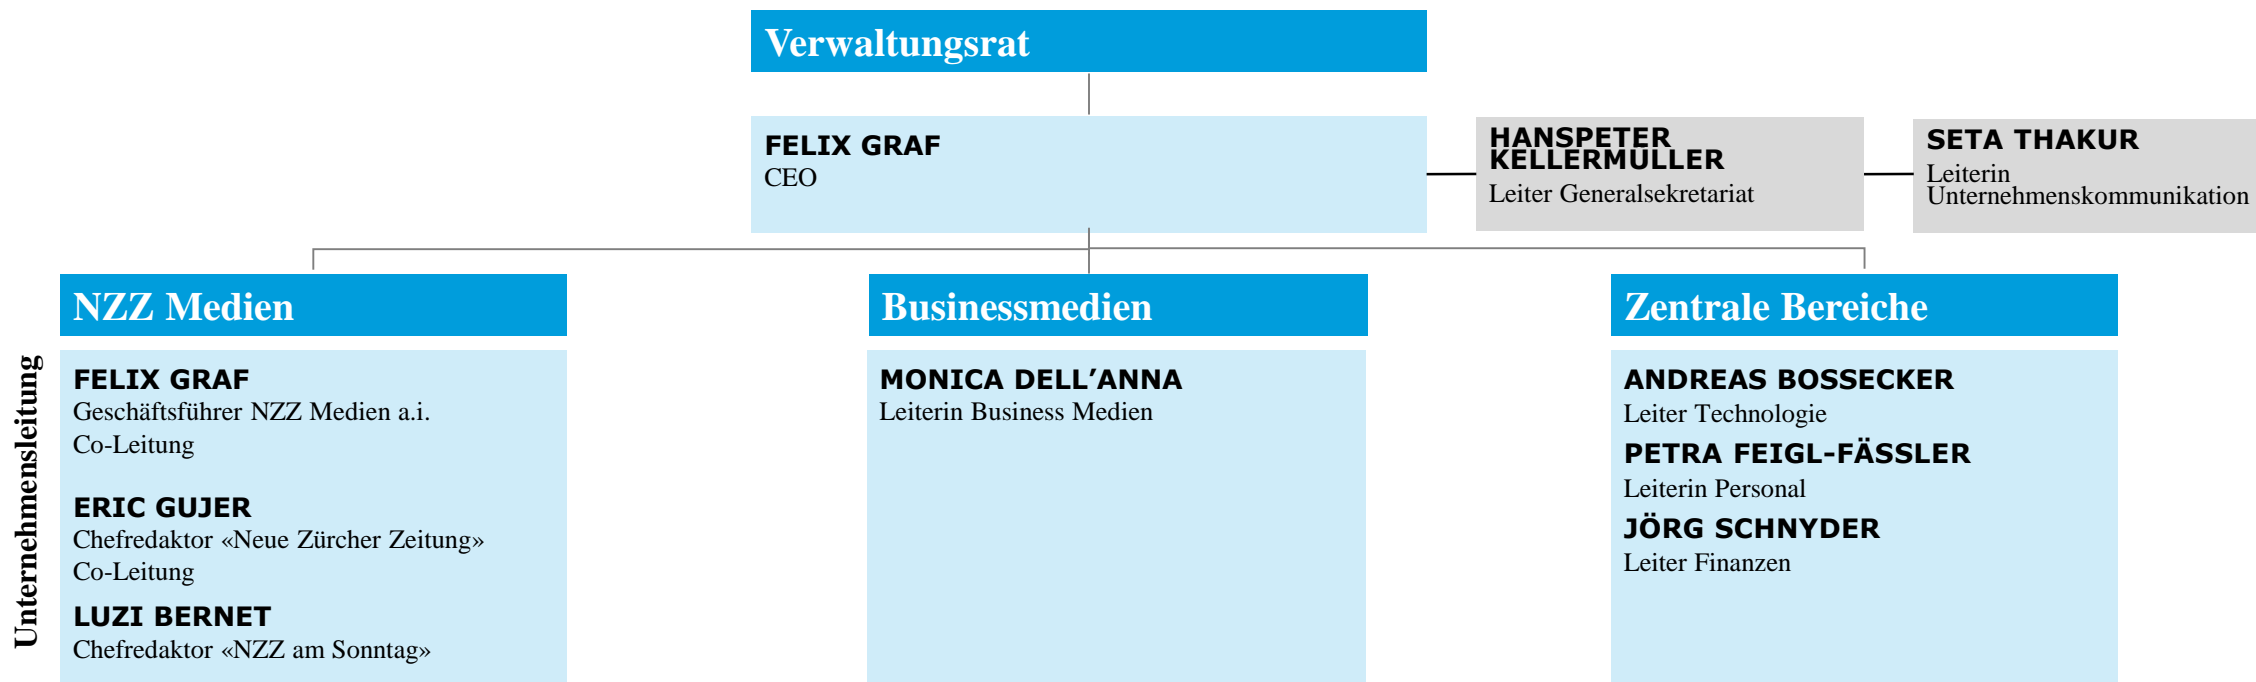 Verwaltungsrat
FELIX GRAF
CEO
HANSPETER
KELLERMÜLLER
Leiter Generalsekretariat
SETA THAKUR
Leiterin
Unternehmenskommunikation
Unternehmensleitung
NZZ Medien
FELIX GRAF
Geschäftsführer NZZ Medien a.i.
Co-Leitung
ERIC GUJER
Chefredaktor «Neue Zürcher Zeitung»
Co-Leitung
LUZI BERNET
Chefredaktor «NZZ am Sonntag»
Businessmedien
MONICA DELL’ANNA
Leiterin Business Medien
Zentrale Bereiche
ANDREAS BOSSECKER
Leiter Technologie
PETRA FEIGL-FÄSSLER
Leiterin Personal
JÖRG SCHNYDER
Leiter Finanzen